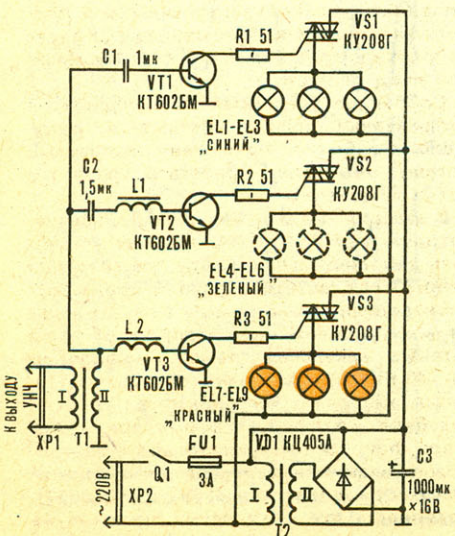 C1 1мк
R1 51
VS1
КУ208Г
VT1
КТ602БМ
EL1-EL3
„СИНИЙ"
C2
1,5мк
L1
R2 51
VS2
КУ208Г
VT2
КТ602БМ
EL4-EL6
„ЗЕЛЕНЫЙ"
L2
R3 51
VS3
КУ208Г
VT3
КТ602БМ
EL7-EL9
„КРАСНЫЙ"
К ВЫХОДУ
УНЧ
XP1
I
II
T1
~220В
XP2
Q1
FU1
3А
I
II
T2
VD1 КЦ405А
C3
+
1000мк
×16В